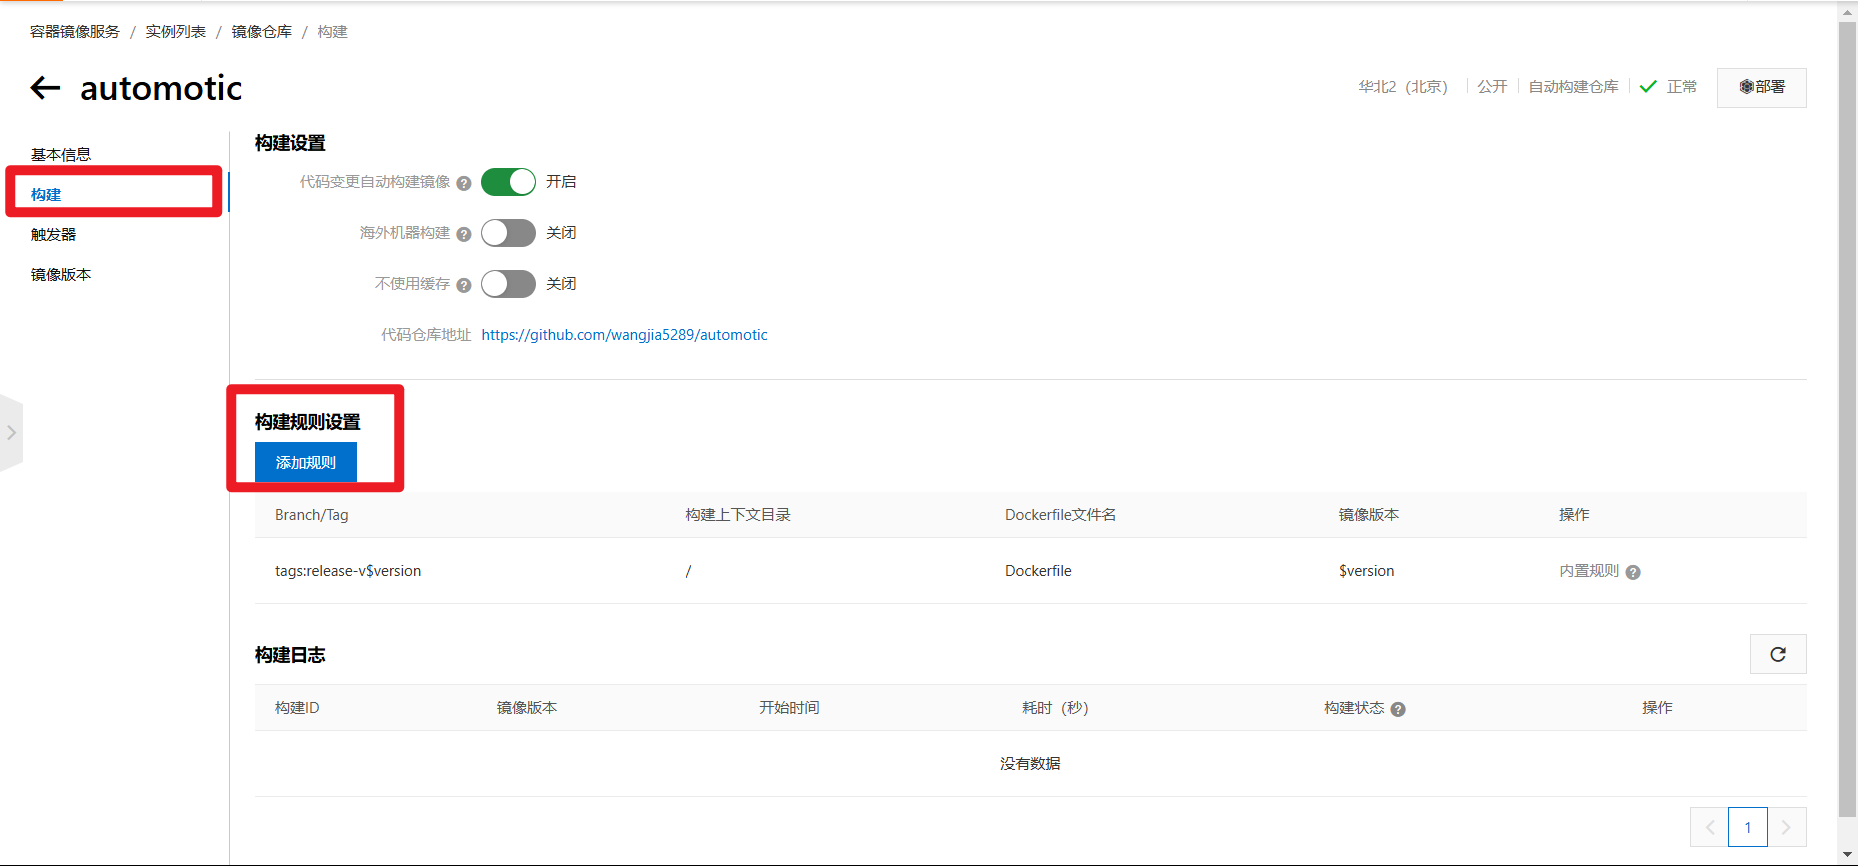 容器镜像服务 / 实例列表 / 镜像仓库 / 构建
automotic
华北2（北京） 公开 自动构建仓库 正常 部署
基本信息
构建
触发器
镜像版本
构建设置
代码变更自动构建镜像 ? 开启
海外机器构建 ? 关闭
不使用缓存 ? 关闭
代码仓库地址 https://github.com/wangjia5289/automotic
构建规则设置
添加规则
Branch/Tag 构建上下文目录 Dockerfile文件名 镜像版本 操作
tags:release-v$version / Dockerfile $version 内置规则 ?
构建日志
构建ID 镜像版本 开始时间 耗时（秒） 构建状态 ? 操作
没有数据
1